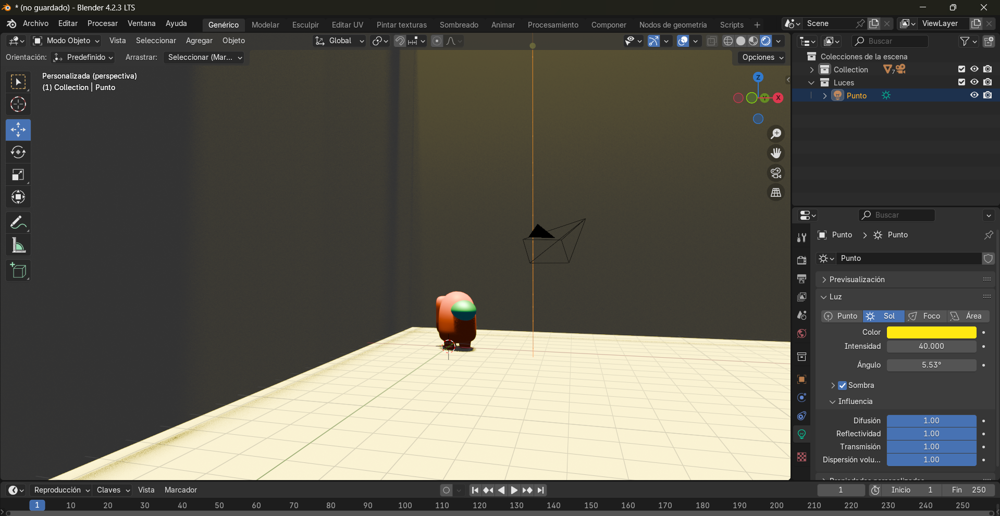 * (no guardado) - Blender 4.2.3 LTS
Archivo Editar Procesar Ventana Ayuda Genérico Modelar Esculpir Editar UV Pintar texturas Sombreado Animar Procesamiento Componer Nodos de geometría Scripts + Scene ViewLayer
Modo Objeto Vista Seleccionar Agregar Objeto Global Buscar
Orientación: Predefinido Arrastrar: Seleccionar (Mar... Opciones
Colecciones de la escena
Collection 7
Luces
Punto
Personalizada (perspectiva)
(1) Collection | Punto
Z
Y X
Buscar
Punto > Punto
Punto
Previsualización
Luz
Punto Sol Foco Área
Color
Intensidad 40.000
Ángulo 5.53°
Sombra
Influencia
Difusión 1.00
Reflectividad 1.00
Transmisión 1.00
Dispersión volu... 1.00
Reproducción Claves Vista Marcador 1 Inicio 1 Fin 250
1 10 20 30 40 50 60 70 80 90 100 110 120 130 140 150 160 170 180 190 200 210 220 230 240 250